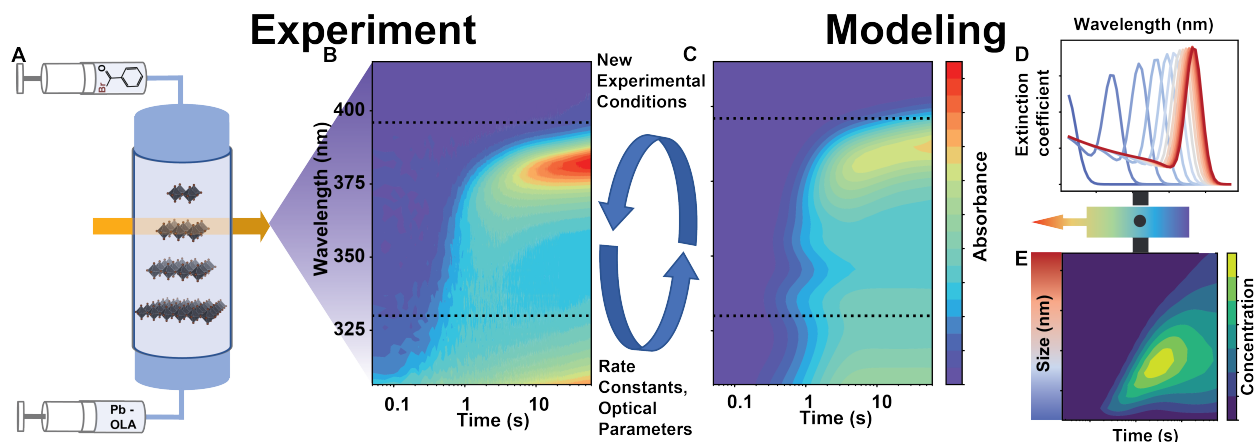 Experiment
Modeling
A
Br
O
Pb -
OLA
B
Wavelength (nm)
400
375
350
325
0.1
1
10
Time (s)
New
Experimental
Conditions
Rate
Constants,
Optical
Parameters
C
0.1
1
10
Time (s)
Absorbance
D
Wavelength (nm)
Extinction
coefficient
E
Size (nm)
Time (s)
Concentration